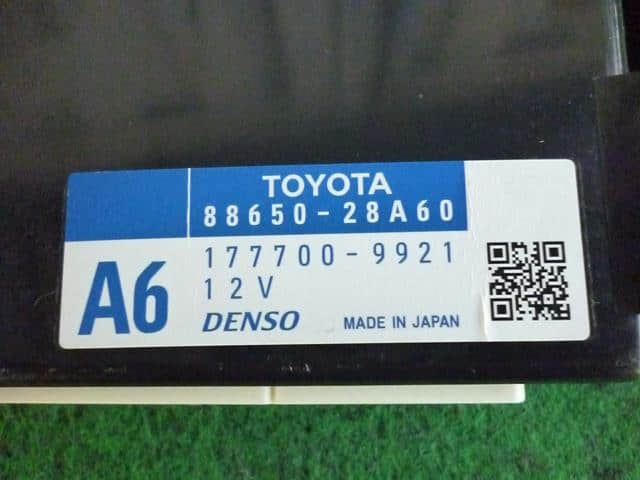 TOYOTA
88650-28A60
A6
177700-9921
12V
DENSO MADE IN JAPAN